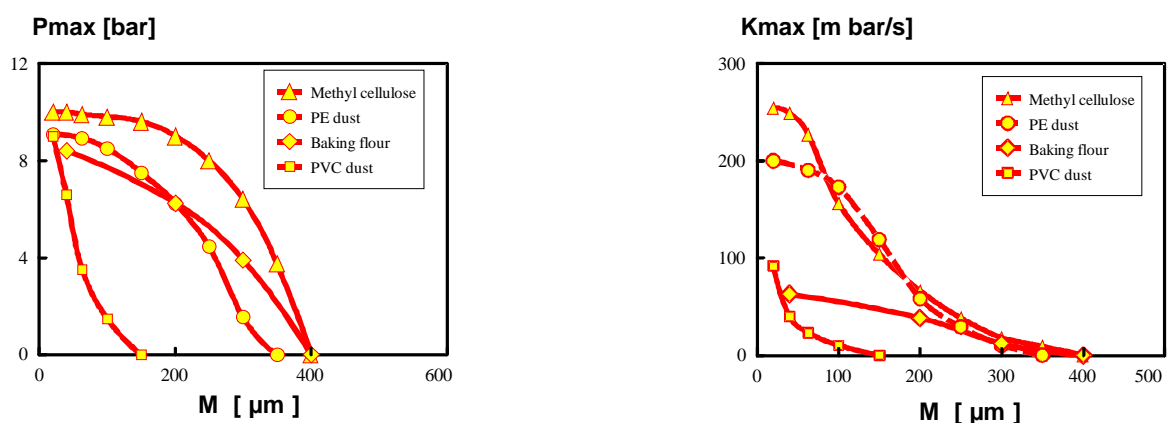 Pmax [bar]
12
8
4
0
0
200
400
600
M [ µm ]
Methyl cellulose
PE dust
Baking flour
PVC dust
Kmax [m bar/s]
300
200
100
0
0
100
200
300
400
500
M [ µm ]
Methyl cellulose
PE dust
Baking flour
PVC dust